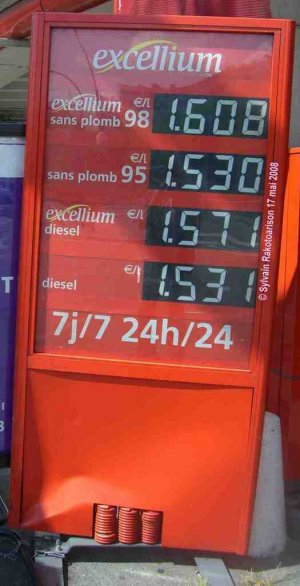 excellium
excellium €/L 1.608
sans plomb 98
€/L 1.530
sans plomb 95
excellium €/L 1.571
diesel
€/l 1.531
diesel
7j/7 24h/24
© Sylvain Rakotoarison 17 mai 2008
T